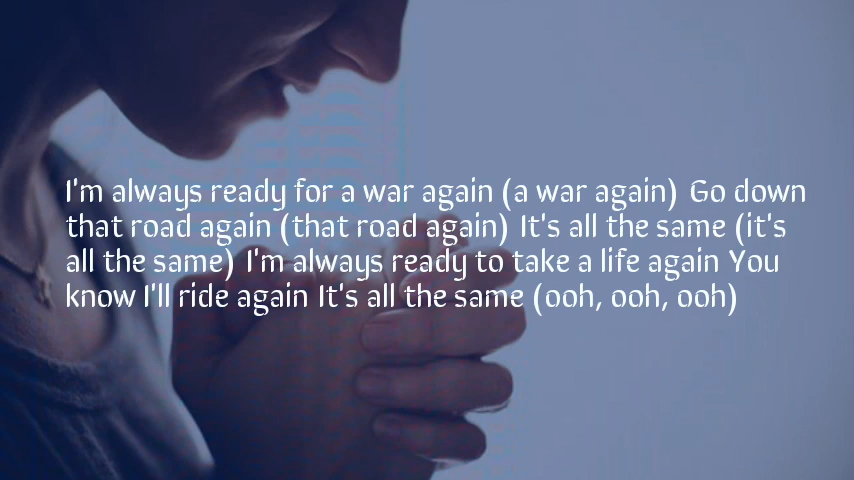 I'm always ready for a war again (a war again) Go down
that road again (that road again) It's all the same (it's
all the same) I'm always ready to take a life again You
know I'll ride again It's all the same (ooh, ooh, ooh)